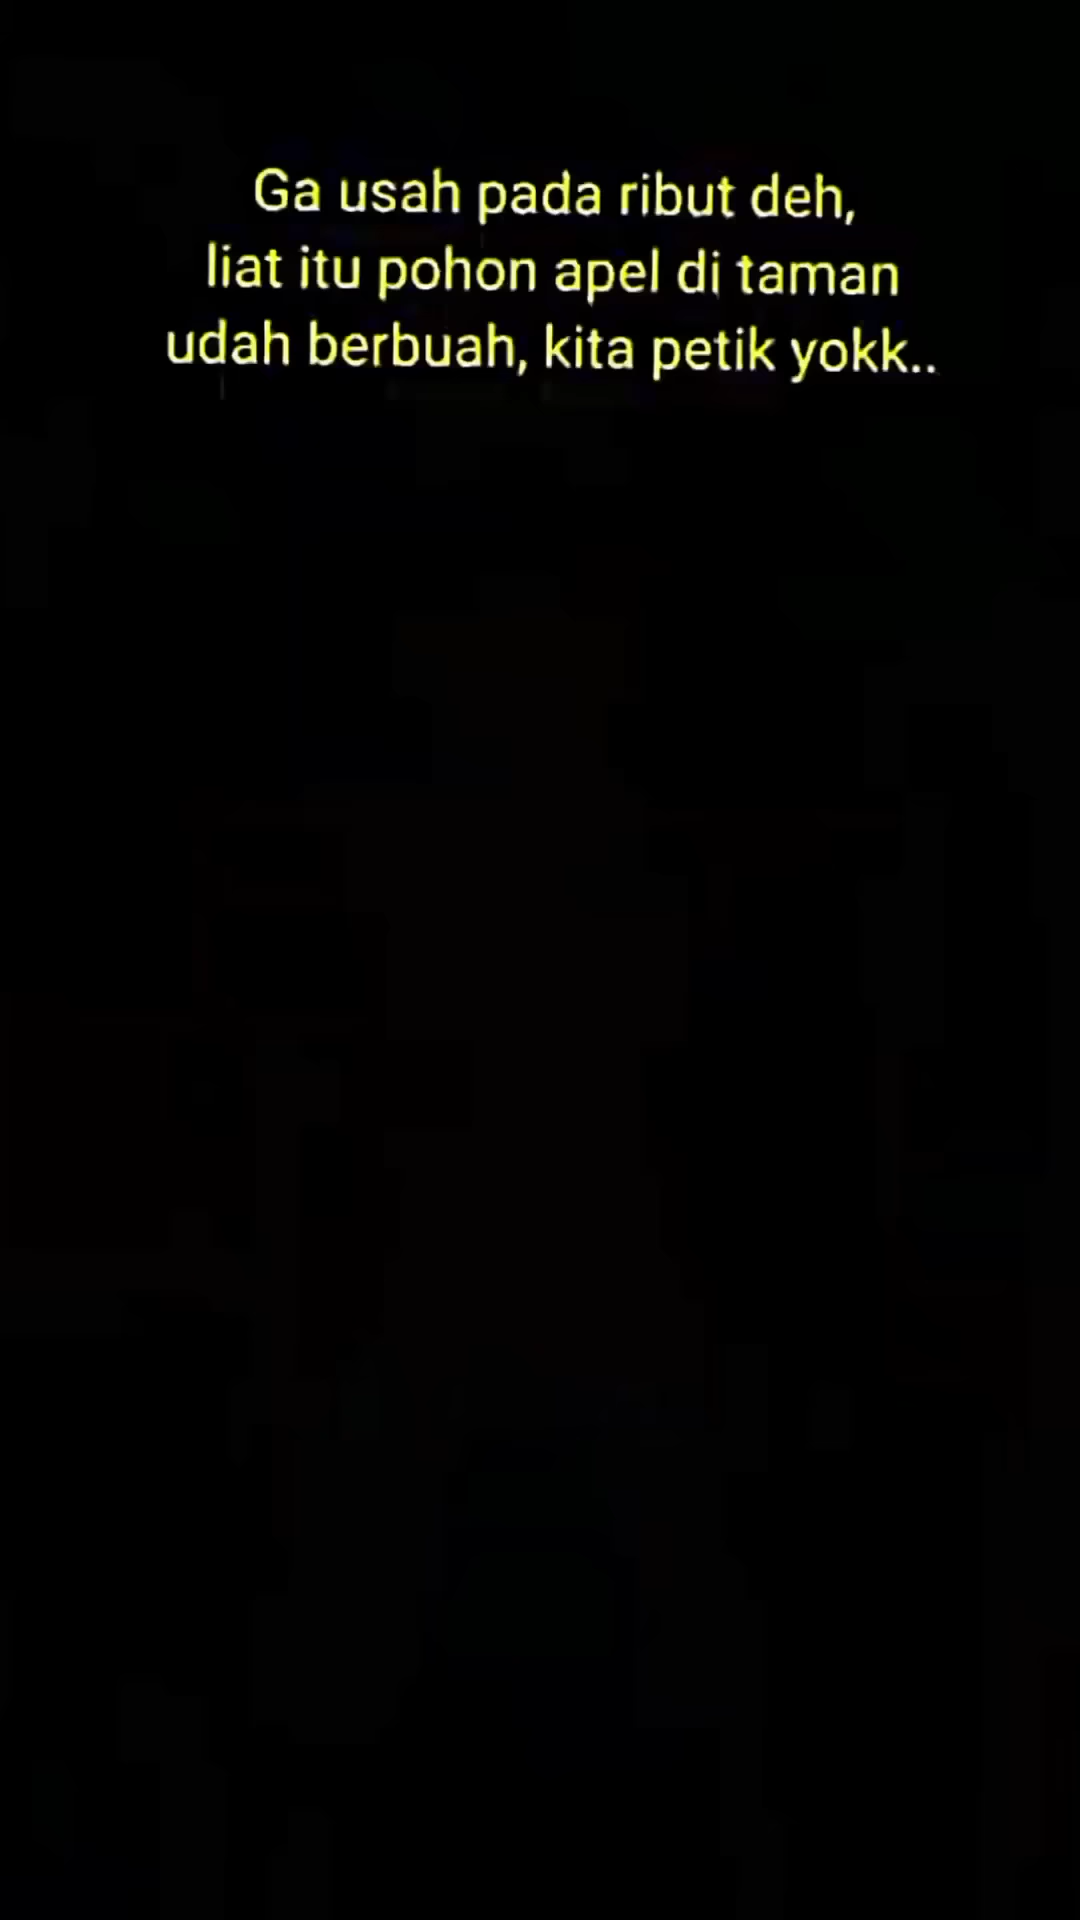 Ga usah pada ribut deh,
liat itu pohon apel di taman
udah berbuah, kita petik yokk..